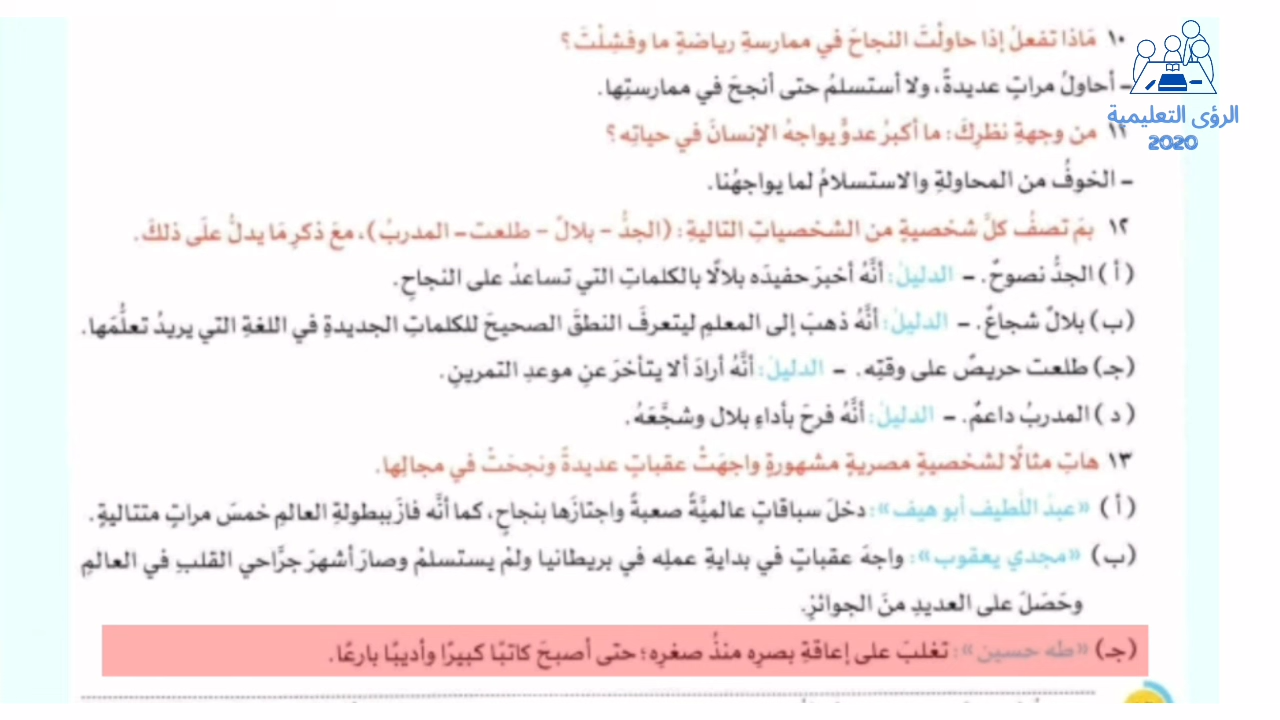 ١٠ مَاذا تفعلُ إذا حاولْتَ النجاحَ في ممارسةِ رياضةٍ ما وفشِلْتَ؟
- أحاولُ مراتٍ عديدةً، ولا أستسلمُ حتى أنجحَ في ممارستِها.
الرؤى التعليمية
2020
١١ من وجهةِ نظرِكَ: ما أكبرُ عدوٍّ يواجهُ الإنسانَ في حياتِه؟
- الخوفُ من المحاولةِ والاستسلامُ لما يواجهُنا.
١٢ بمَ تصفُ كلَّ شخصيةٍ من الشخصياتِ التاليةِ: (الجدُّ - بلالٌ - طلعت - المدربُ)، معَ ذكرِ مَا يدلُّ علَى ذلكَ.
(أ) الجدُّ نصوحٌ. - الدليلُ: أنَّهُ أخبرَ حفيدَه بلالًا بالكلماتِ التي تساعدُ على النجاحِ.
(ب) بلالٌ شجاعٌ. - الدليلُ: أنَّهُ ذهبَ إلى المعلمِ ليتعرفَ النطقَ الصحيحَ للكلماتِ الجديدةِ في اللغةِ التي يريدُ تعلُّمَها.
(جـ) طلعت حريصٌ على وقتِه. - الدليلُ: أنَّهُ أرادَ ألا يتأخرَ عنِ موعدِ التمرينِ.
(د) المدربُ داعمٌ. - الدليلُ: أنَّهُ فرحَ بأداءِ بلال وشجَّعَهُ.
١٣ هاتِ مثالًا لشخصيةٍ مصريةٍ مشهورةٍ واجهَتْ عقباتٍ عديدةً ونجحَتْ في مجالِها.
(أ) «عبدُ اللَّطيف أبو هيف»: دخلَ سباقاتٍ عالميَّةً صعبةً واجتازَها بنجاحٍ، كما أنَّه فازَ ببطولةِ العالمِ خمسَ مراتٍ متتاليةٍ.
(ب) «مجدي يعقوب»: واجهَ عقباتٍ في بدايةِ عملِه في بريطانيا ولمْ يستسلمْ وصارَ أشهرَ جرَّاحي القلبِ في العالمِ
وحَصَلَ على العديدِ منَ الجوائزِ.
(جـ) «طه حسين»: تغلبَ على إعاقةِ بصرِه منذُ صغرِه؛ حتى أصبحَ كاتبًا كبيرًا وأديبًا بارعًا.